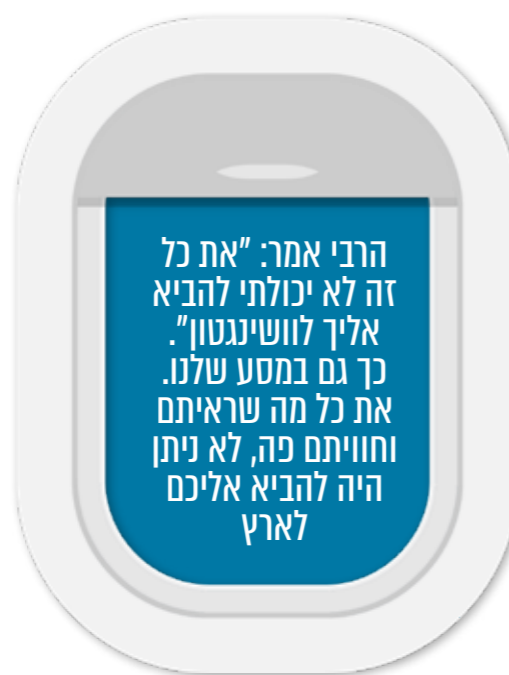 הרבי אמר: "את כל
זה לא יכולתי להביא
אליך לוושינגטון".
כך גם במסע שלנו.
את כל מה שראיתם
וחוויתם פה, לא ניתן
היה להביא אליכם
לארץ